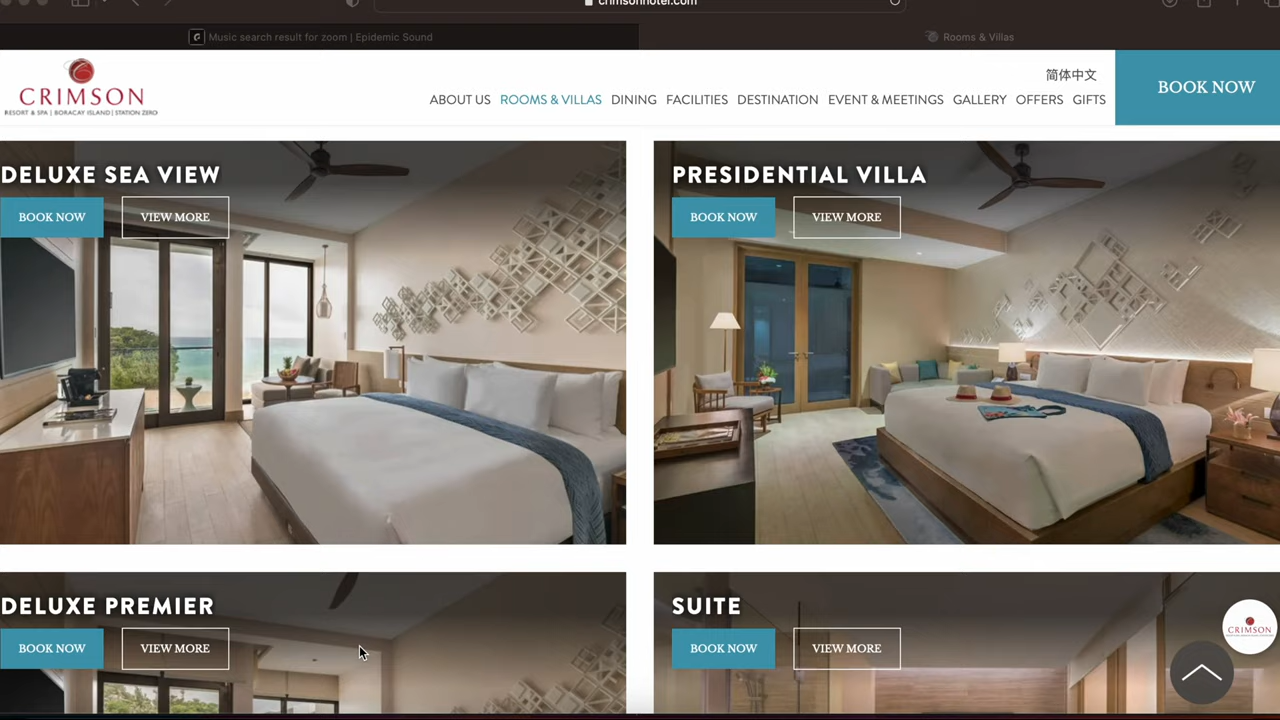 crimsonhotel.com
Music search result for zoom | Epidemic Sound
Rooms & Villas
CRIMSON
RESORT & SPA | BORACAY ISLAND | STATION ZERO
简体中文
ABOUT US ROOMS & VILLAS DINING FACILITIES DESTINATION EVENT & MEETINGS GALLERY OFFERS GIFTS
BOOK NOW
DELUXE SEA VIEW
BOOK NOW VIEW MORE
PRESIDENTIAL VILLA
BOOK NOW VIEW MORE
DELUXE PREMIER
BOOK NOW VIEW MORE
SUITE
BOOK NOW VIEW MORE
CRIMSON